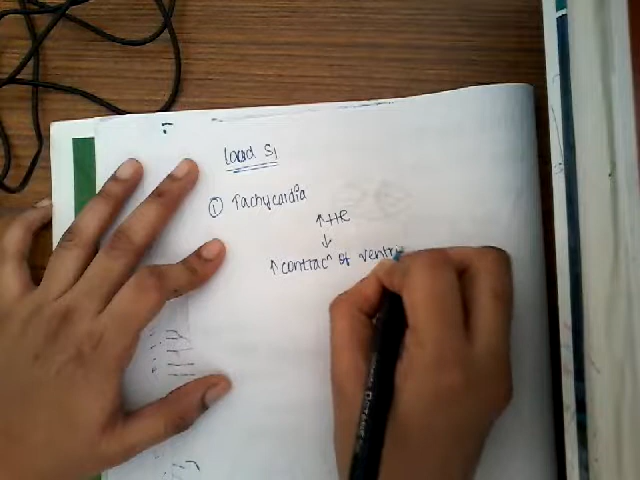 Loud S₁
① Tachycardia
↑HR
↓
↑ contracⁿ of ventr